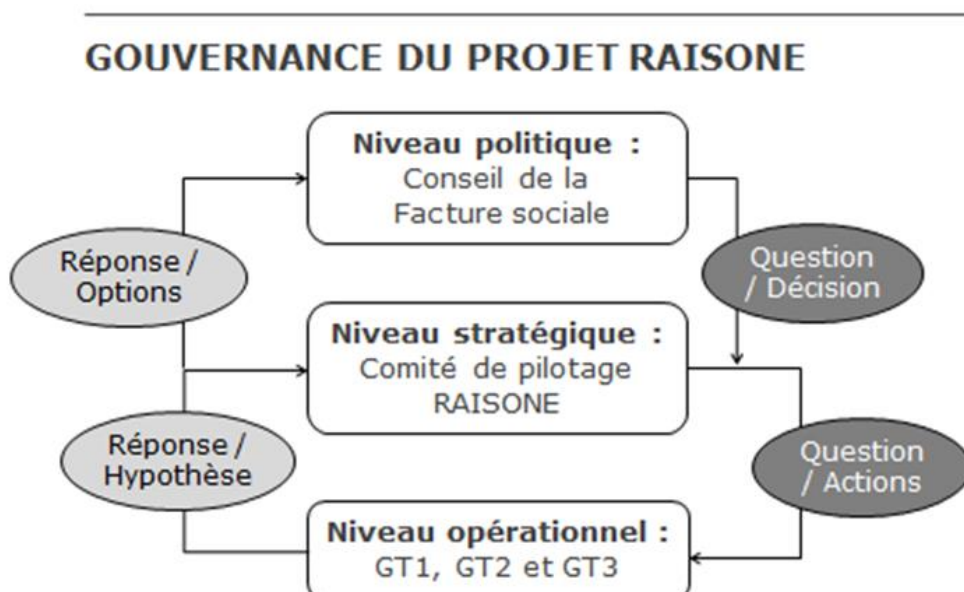 GOUVERNANCE DU PROJET RAISONE
Niveau politique :
Conseil de la
Facture sociale
Réponse /
Options
Question
/ Décision
Niveau stratégique :
Comité de pilotage
RAISONE
Réponse /
Hypothèse
Question
/ Actions
Niveau opérationnel :
GT1, GT2 et GT3